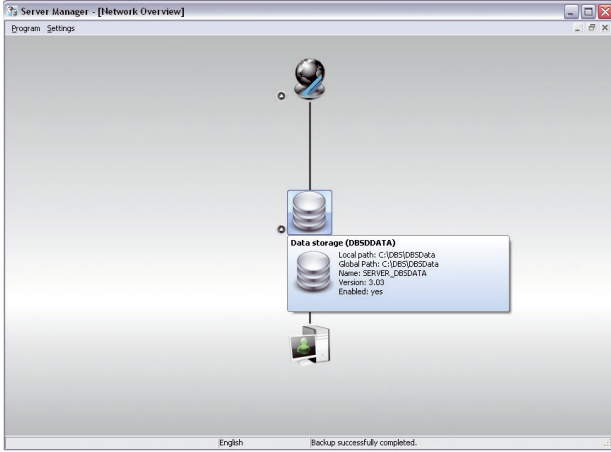 Server Manager - [Network Overview]
Program Settings
Data storage (DBSDDATA)
Local path: C:\DBS\DBSData
Global Path: C:\DBS\DBSData
Name: SERVER_DBSDATA
Version: 3.03
Enabled: yes
English Backup successfully completed.